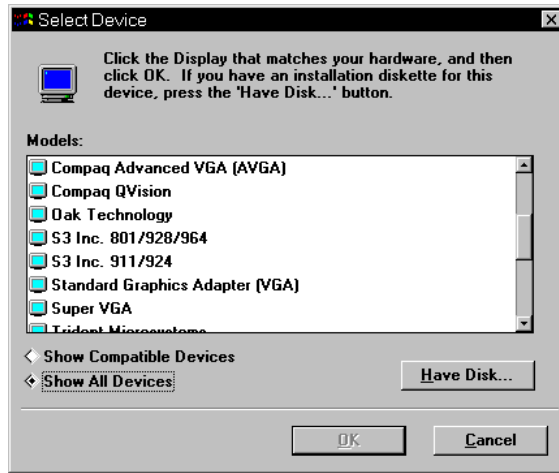 Select Device
Click the Display that matches your hardware, and then
click OK. If you have an installation diskette for this
device, press the 'Have Disk...' button.
Models:
Compaq Advanced VGA (AVGA)
Compaq QVision
Oak Technology
S3 Inc. 801/928/964
S3 Inc. 911/924
Standard Graphics Adapter (VGA)
Super VGA
Trident Microsystems
Show Compatible Devices
Show All Devices
Have Disk...
OK
Cancel